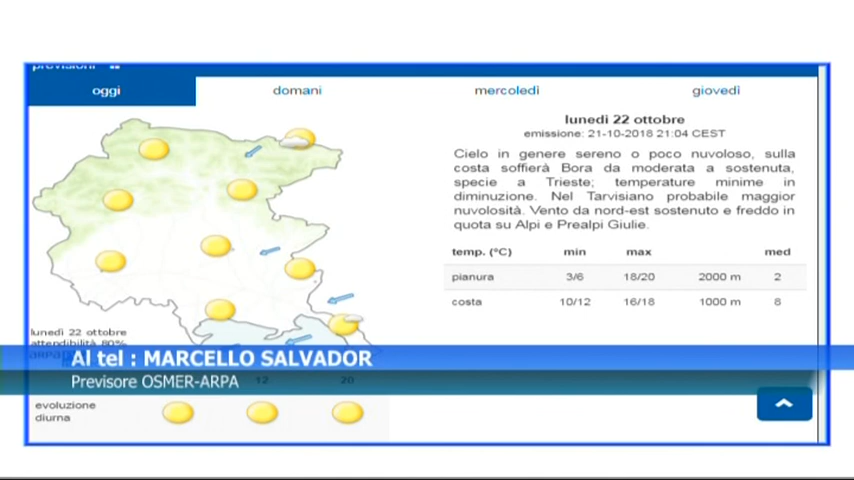 previsioni
oggi
domani
mercoledì
giovedì
lunedì 22 ottobre
emissione: 21-10-2018 21:04 CEST
Cielo in genere sereno o poco nuvoloso, sulla
costa soffierà Bora da moderata a sostenuta,
specie a Trieste; temperature minime in
diminuzione. Nel Tarvisiano probabile maggior
nuvolosità. Vento da nord-est sostenuto e freddo in
quota su Alpi e Prealpi Giulie.
temp. (°C) min max med
pianura 3/6 18/20 2000 m 2
costa 10/12 16/18 1000 m 8
lunedì 22 ottobre
attendibilità 80%
Al tel : MARCELLO SALVADOR
Previsore OSMER-ARPA
12 20
evoluzione
diurna